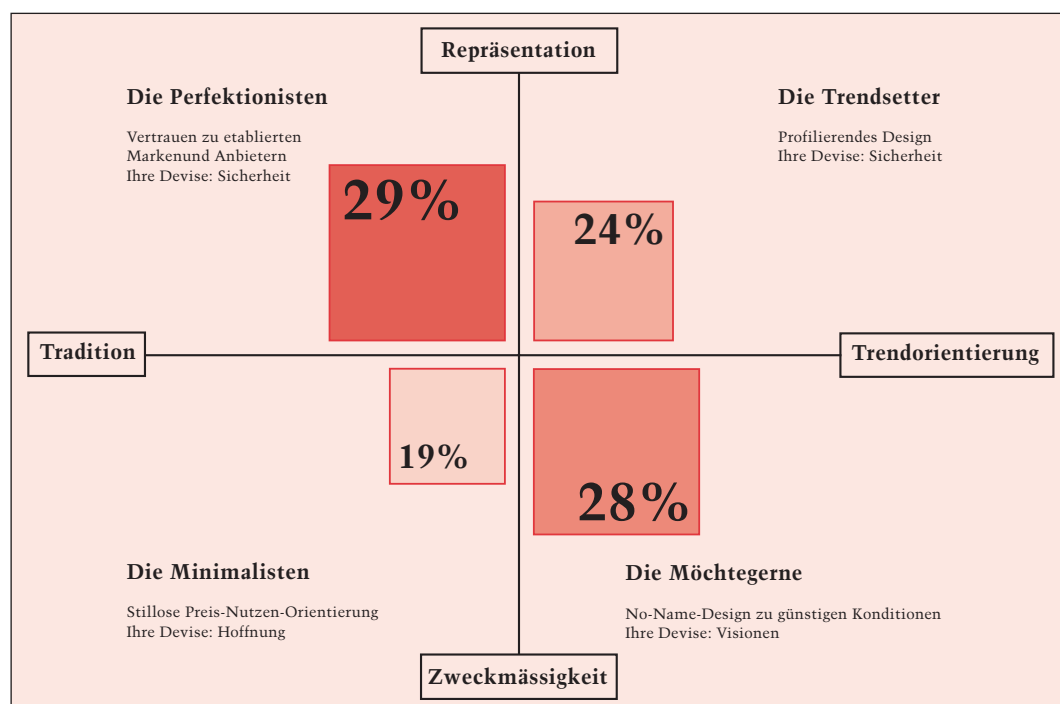 Repräsentation
Die Perfektionisten
Vertrauen zu etablierten
Markenund Anbietern
Ihre Devise: Sicherheit
29%
Die Trendsetter
Profilierendes Design
Ihre Devise: Sicherheit
24%
Tradition
Trendorientierung
19%
28%
Die Minimalisten
Stillose Preis-Nutzen-Orientierung
Ihre Devise: Hoffnung
Die Möchtegerne
No-Name-Design zu günstigen Konditionen
Ihre Devise: Visionen
Zweckmässigkeit